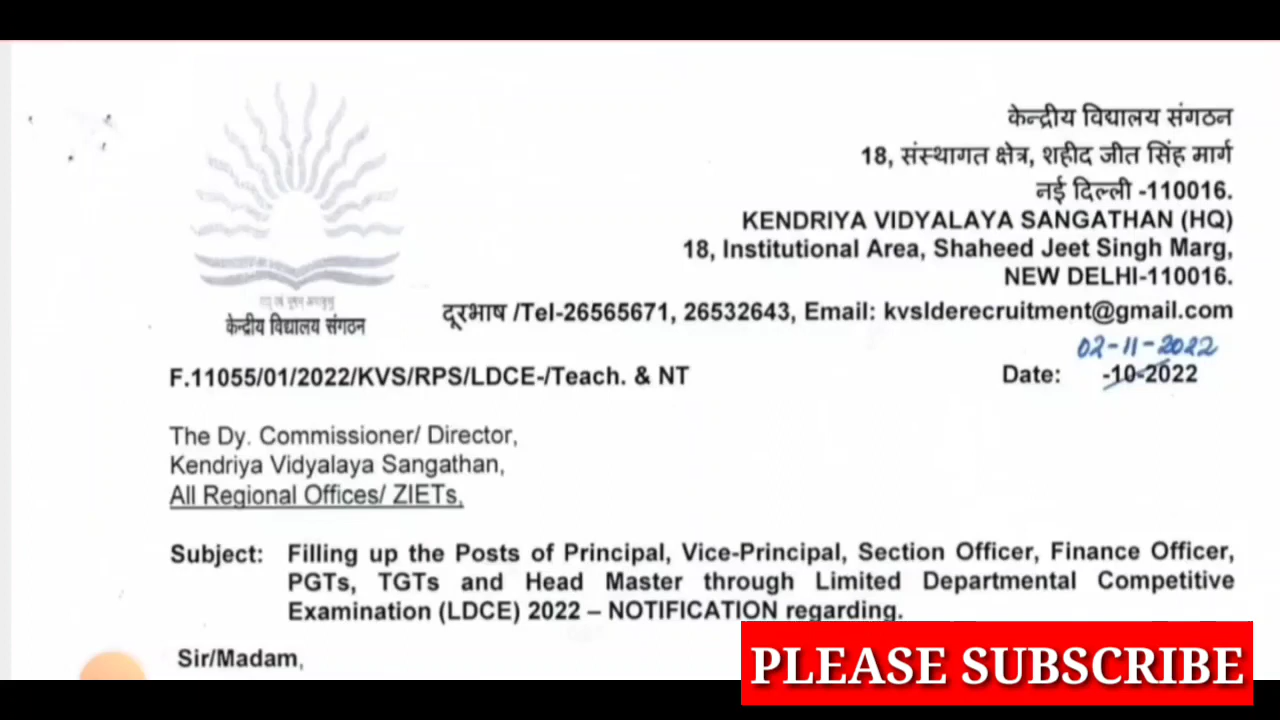 केन्द्रीय विद्यालय संगठन
18, संस्थागत क्षेत्र, शहीद जीत सिंह मार्ग
नई दिल्ली -110016.
KENDRIYA VIDYALAYA SANGATHAN (HQ)
18, Institutional Area, Shaheed Jeet Singh Marg,
NEW DELHI-110016.
केन्द्रीय विद्यालय संगठन
दूरभाष /Tel-26565671, 26532643, Email: kvslderecruitment@gmail.com
02-11-2022
F.11055/01/2022/KVS/RPS/LDCE-/Teach. & NT Date: -10-2022
The Dy. Commissioner/ Director,
Kendriya Vidyalaya Sangathan,
All Regional Offices/ ZIETs,
Subject: Filling up the Posts of Principal, Vice-Principal, Section Officer, Finance Officer,
PGTs, TGTs and Head Master through Limited Departmental Competitive
Examination (LDCE) 2022 – NOTIFICATION regarding.
Sir/Madam,
PLEASE SUBSCRIBE